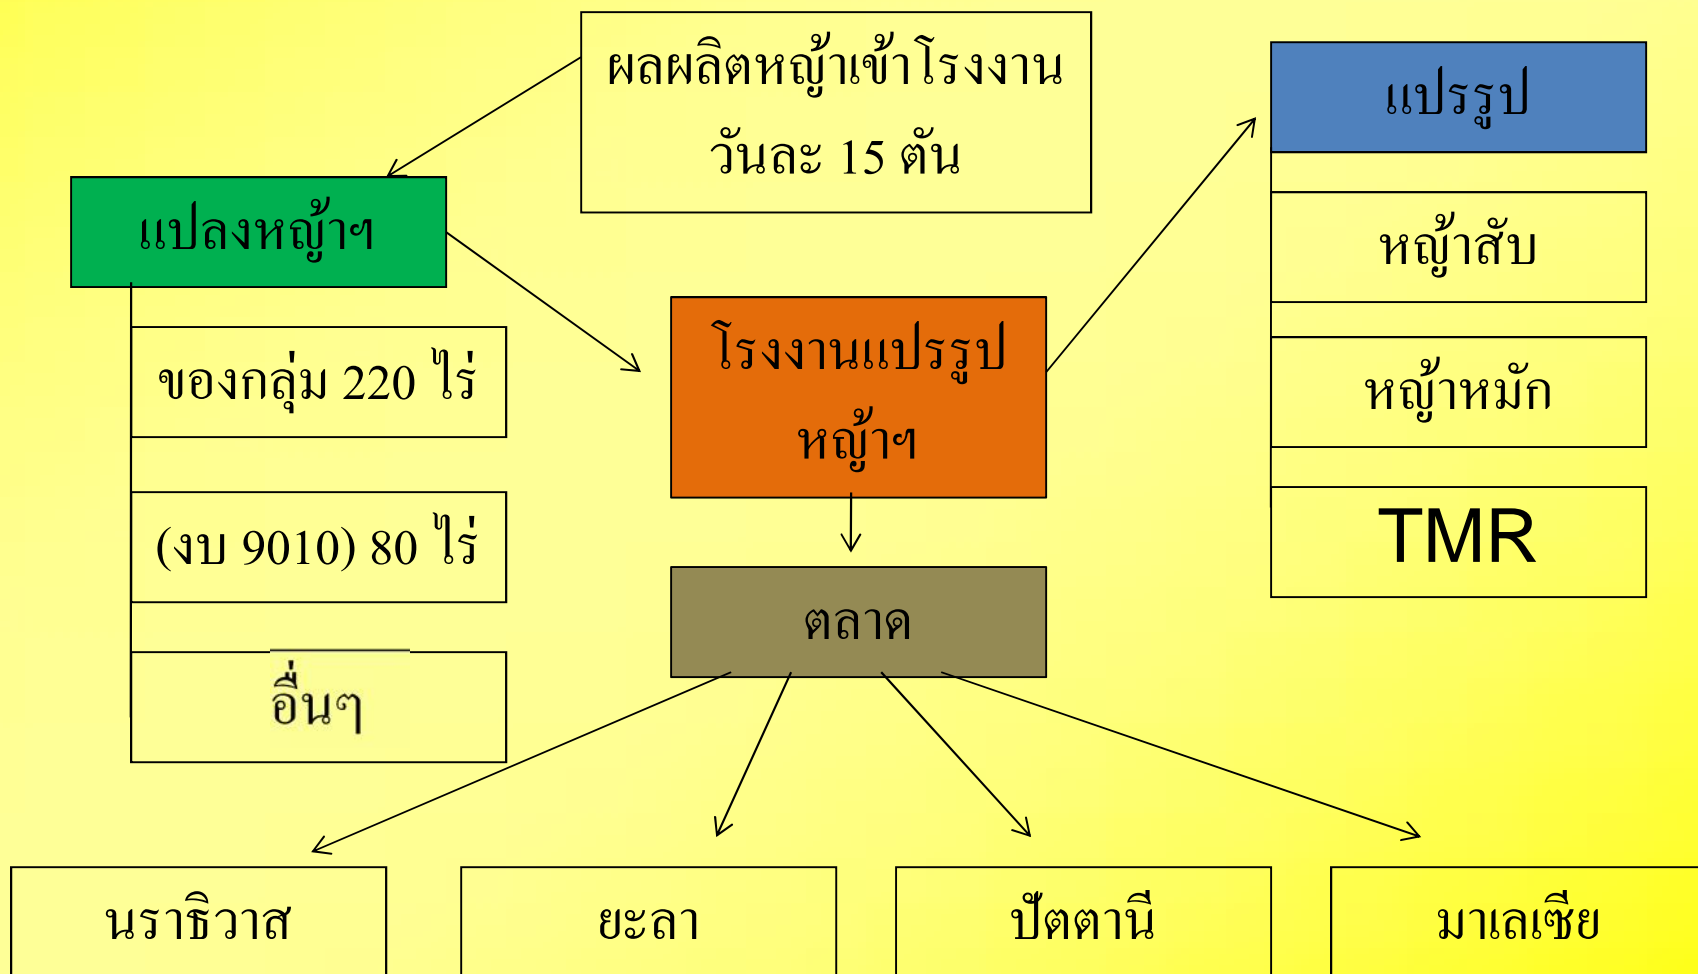 ผลผลิตหญ้าเข้าโรงงาน
วันละ 15 ตัน
แปรรูป
แปลงหญ้าฯ
หญ้าสับ
โรงงานแปรรูป
หญ้าฯ
ของกลุ่ม 220 ไร่
หญ้าหมัก
(งบ 9010) 80 ไร่
TMR
ตลาด
อื่นๆ
นราธิวาส
ยะลา
ปัตตานี
มาเลเซีย